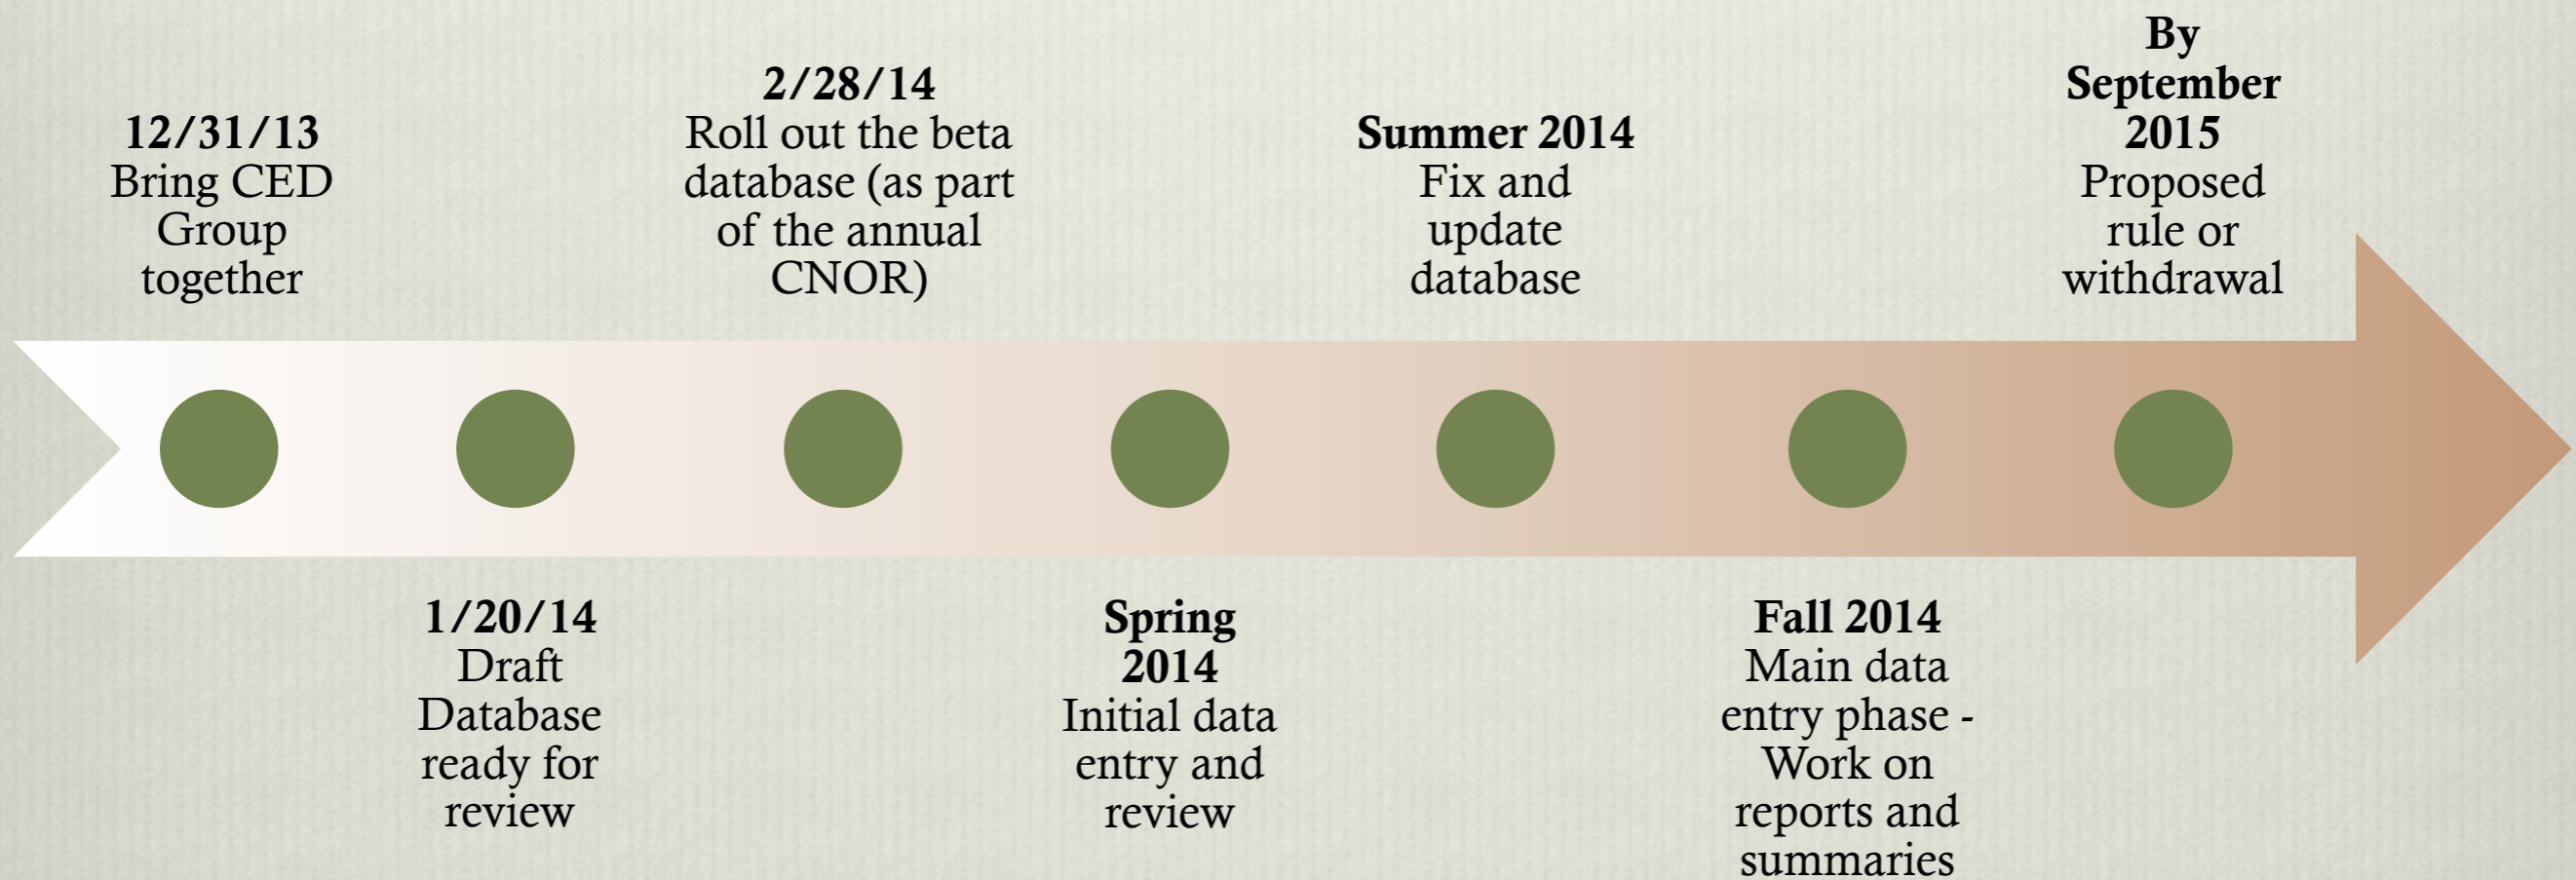 12/31/13
Bring CED
Group
together
1/20/14
Draft
Database
ready for
review
2/28/14
Roll out the beta
database (as part
of the annual
CNOR)
Spring
2014
Initial data
entry and
review
Summer 2014
Fix and
update
database
Fall 2014
Main data
entry phase -
Work on
reports and
summaries
By
September
2015
Proposed
rule or
withdrawal